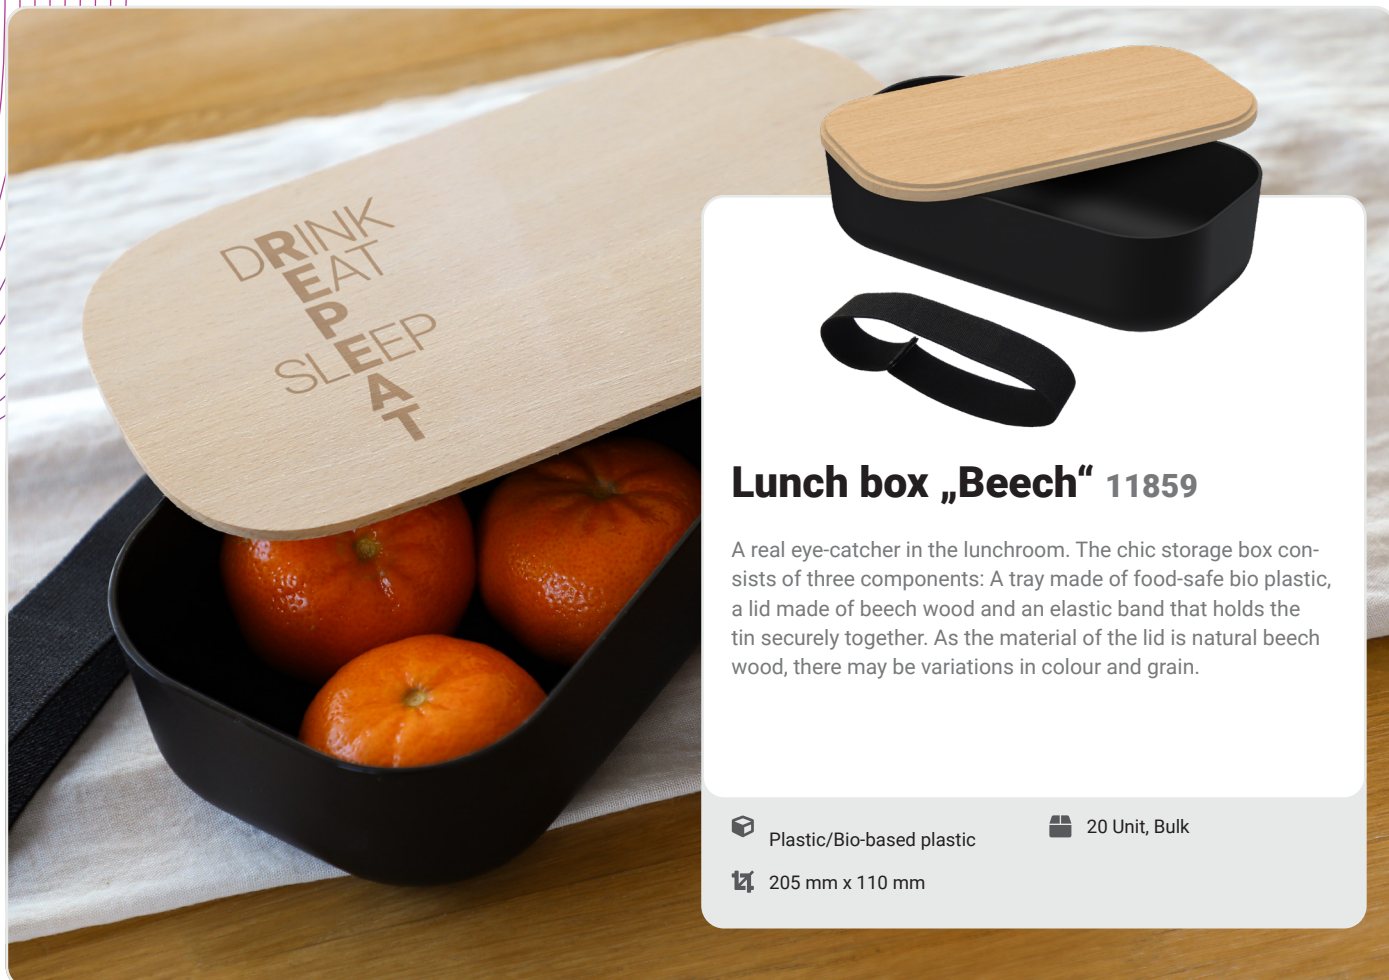 DRINK
EAT
SLEEP
REPEAT
Lunch box „Beech“ 11859
A real eye-catcher in the lunchroom. The chic storage box con-
sists of three components: A tray made of food-safe bio plastic,
a lid made of beech wood and an elastic band that holds the
tin securely together. As the material of the lid is natural beech
wood, there may be variations in colour and grain.
Plastic/Bio-based plastic
20 Unit, Bulk
205 mm x 110 mm